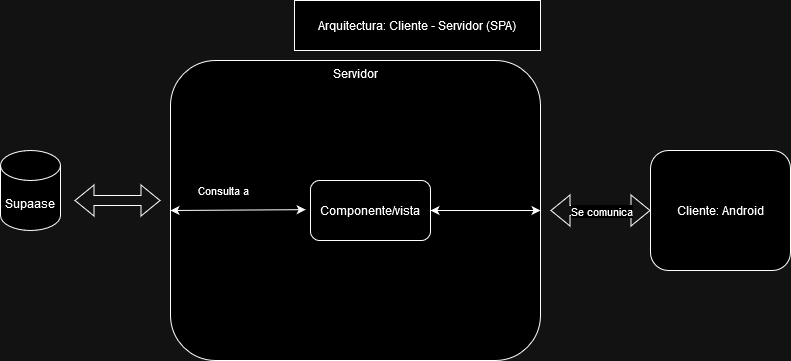 Arquitectura: Cliente - Servidor (SPA)
Servidor
Supaase
Consulta a
Componente/vista
Se comunica
Cliente: Android